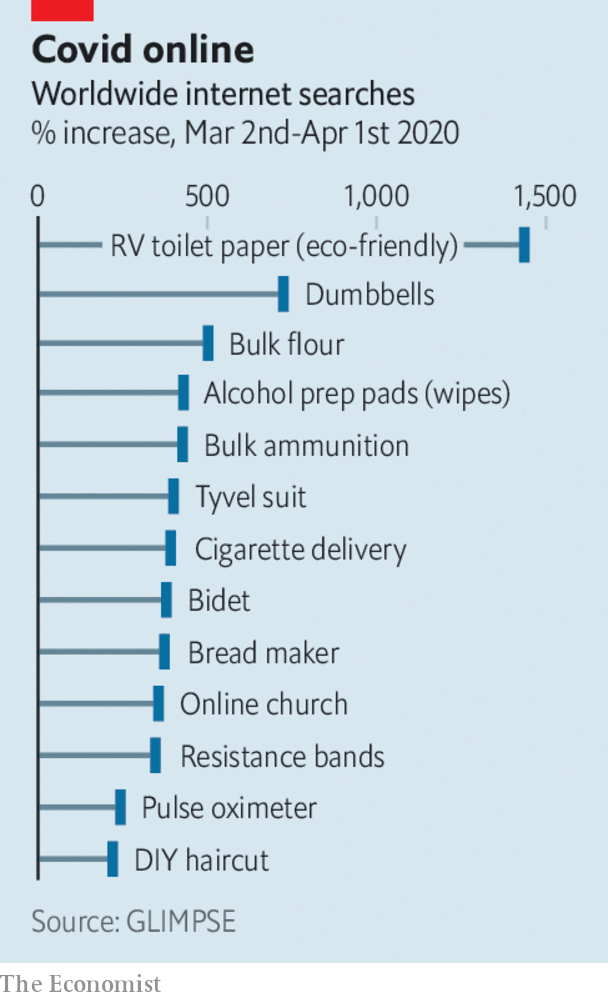 Covid online
Worldwide internet searches
% increase, Mar 2nd-Apr 1st 2020
0 500 1,000 1,500
RV toilet paper (eco-friendly)
Dumbbells
Bulk flour
Alcohol prep pads (wipes)
Bulk ammunition
Tyvel suit
Cigarette delivery
Bidet
Bread maker
Online church
Resistance bands
Pulse oximeter
DIY haircut
Source: GLIMPSE
The Economist